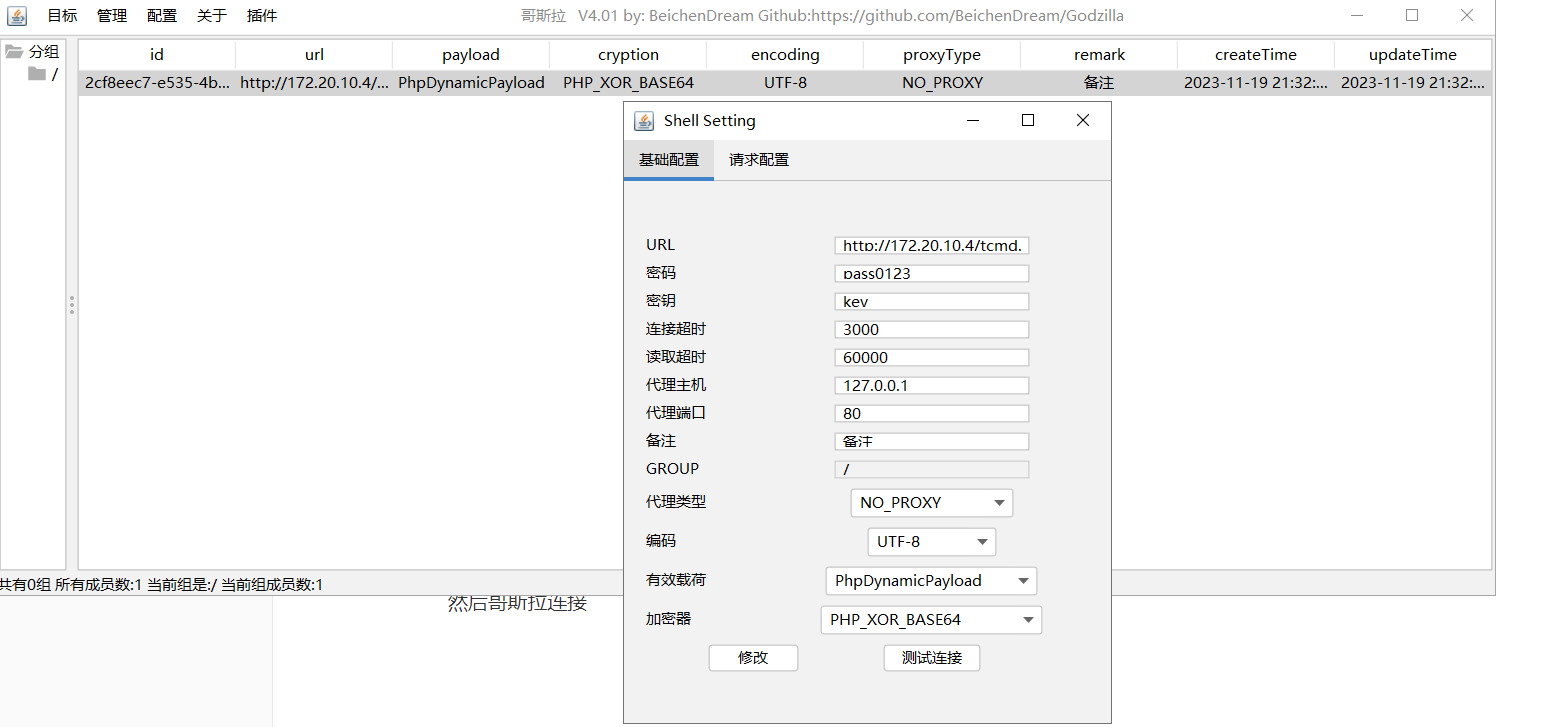 目标 管理 配置 关于 插件 哥斯拉 V4.01 by: BeichenDream Github:https://github.com/BeichenDream/Godzilla
分组
/
id url payload cryption encoding proxyType remark createTime updateTime
2cf8eec7-e535-4b... http://172.20.10.4/... PhpDynamicPayload PHP_XOR_BASE64 UTF-8 NO_PROXY 备注 2023-11-19 21:32:... 2023-11-19 21:32:...
Shell Setting
基础配置 请求配置
URL http://172.20.10.4/tcmd.
密码 pass0123
密钥 key
连接超时 3000
读取超时 60000
代理主机 127.0.0.1
代理端口 80
备注 备注
GROUP /
代理类型 NO_PROXY
编码 UTF-8
有效载荷 PhpDynamicPayload
加密器 PHP_XOR_BASE64
修改 测试连接
共有0组 所有成员数:1 当前组是:/ 当前组成员数:1
然后哥斯拉连接